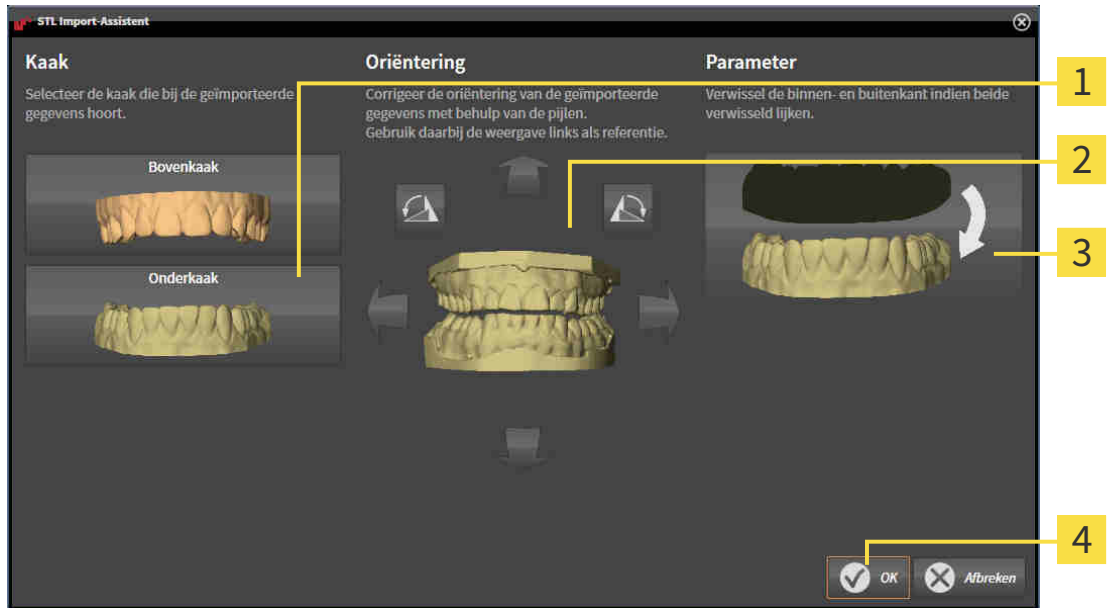 STL Import-Assistent
Kaak
Selecteer de kaak die bij de geïmporteerde
gegevens hoort.
Bovenkaak
Onderkaak
Oriëntering
Corrigeer de oriëntering van de geïmporteerde
gegevens met behulp van de pijlen.
Gebruik daarbij de weergave links als referentie.
Parameter
Verwissel de binnen- en buitenkant indien beide
verwisseld lijken.
OK
Afbreken
1
2
3
4